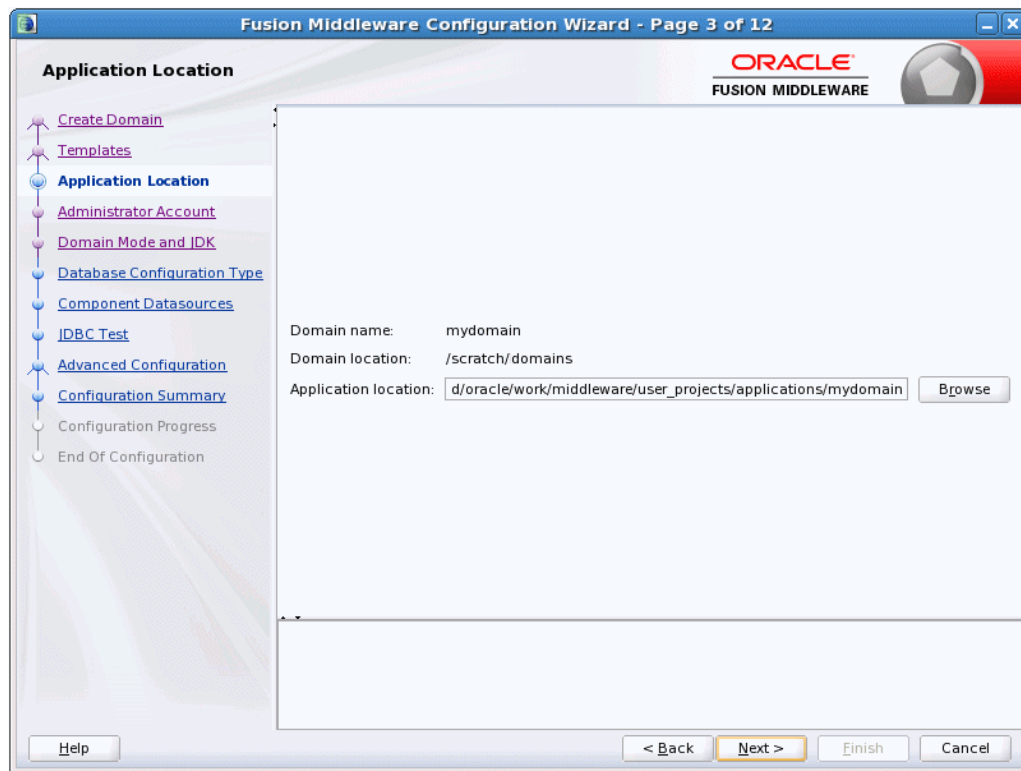 Fusion Middleware Configuration Wizard - Page 3 of 12
Application Location
ORACLE
FUSION MIDDLEWARE
Create Domain
Templates
Application Location
Administrator Account
Domain Mode and JDK
Database Configuration Type
Component Datasources
JDBC Test
Advanced Configuration
Configuration Summary
Configuration Progress
End Of Configuration
Domain name: mydomain
Domain location: /scratch/domains
Application location: d/oracle/work/middleware/user_projects/applications/mydomain Browse
Help < Back Next > Finish Cancel